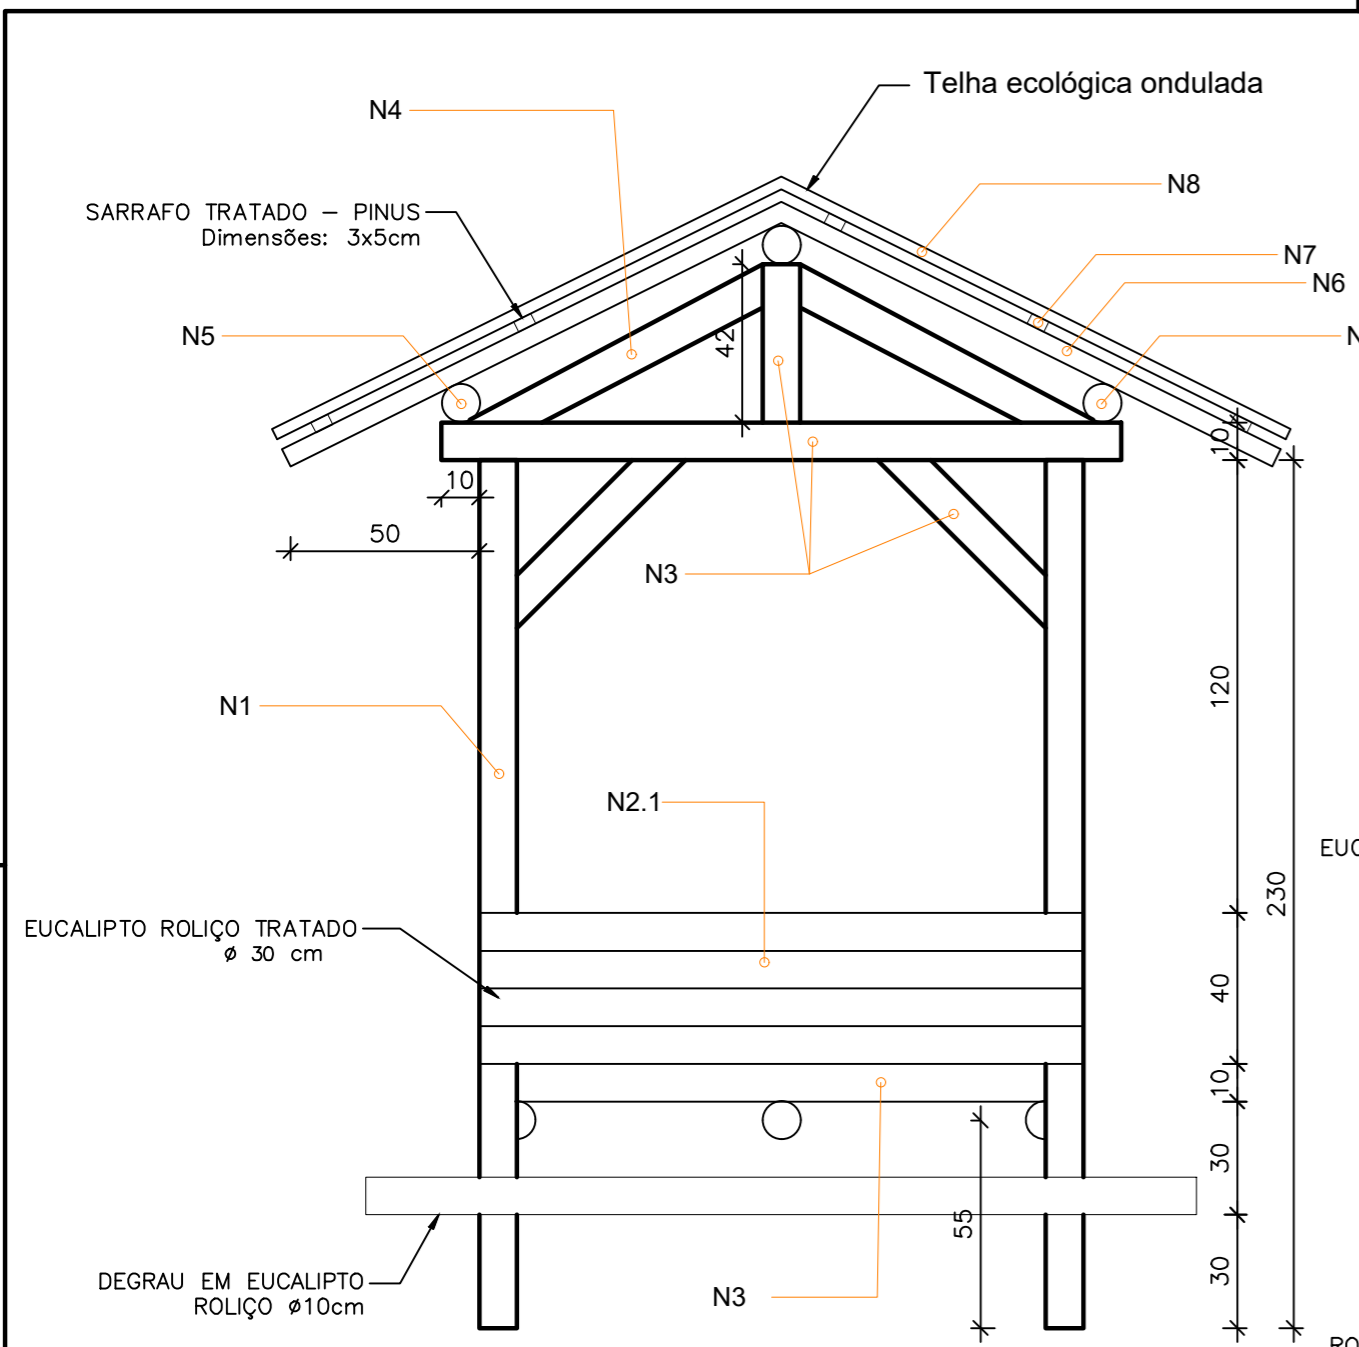 Telha ecológica ondulada
N4
N8
SARRAFO TRATADO – PINUS
Dimensões: 3x5cm
N7
N6
N5
N
42
10
10
50
N3
120
N1
N2.1
EUC
230
EUCALIPTO ROLIÇO TRATADO
ø 30 cm
40
10
30
55
30
DEGRAU EM EUCALIPTO
ROLIÇO ø10cm
N3
RO